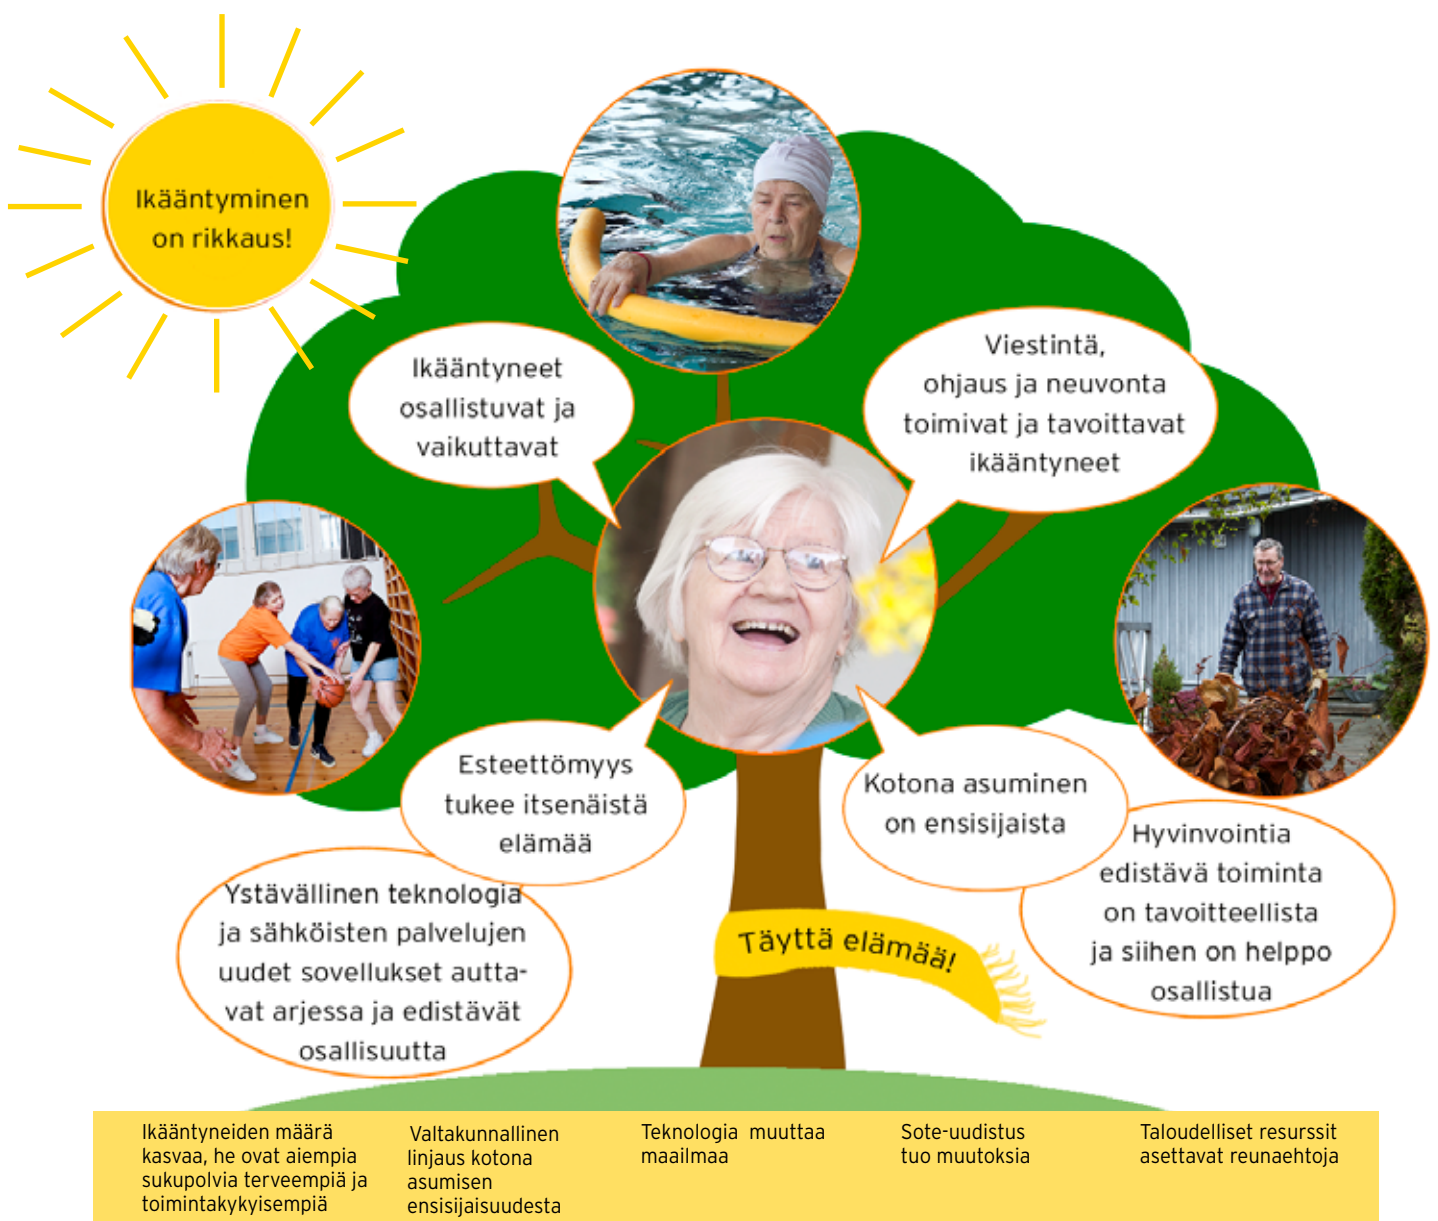 Ikääntyminen
on rikkaus!
Ikääntyneet
osallistuvat ja
vaikuttavat
Viestintä,
ohjaus ja neuvonta
toimivat ja tavoittavat
ikääntyneet
Esteettömyys
tukee itsenäistä
elämää
Kotona asuminen
on ensisijaista
Ystävällinen teknologia
ja sähköisten palvelujen
uudet sovellukset autta-
vat arjessa ja edistävät
osallisuutta
Hyvinvointia
edistävä toiminta
on tavoitteellista
ja siihen on helppo
osallistua
Täyttä elämää!
Ikääntyneiden määrä
kasvaa, he ovat aiempia
sukupolvia terveempiä ja
toimintakykyisempiä
Valtakunnallinen
linjaus kotona
asumisen
ensisijaisuudesta
Teknologia muuttaa
maailmaa
Sote-uudistus
tuo muutoksia
Taloudelliset resurssit
asettavat reunaehtoja